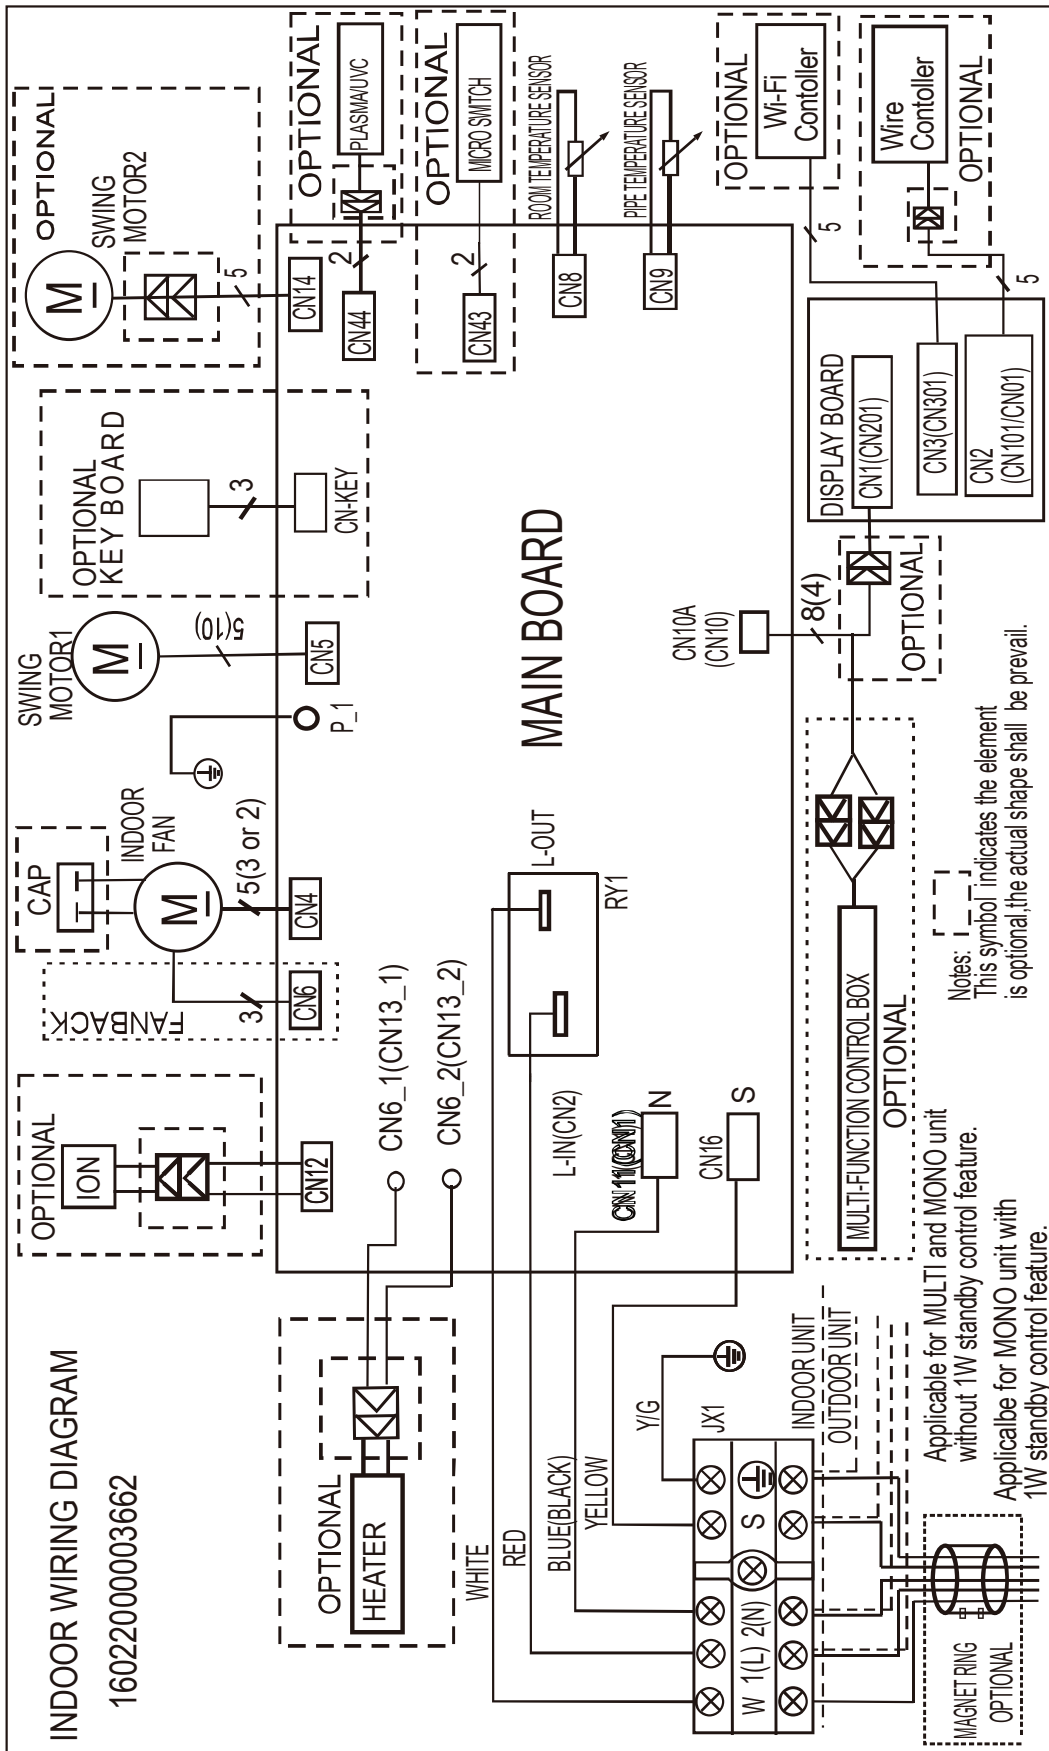 INDOOR WIRING DIAGRAM
16022000003662
OPTIONAL
HEATER
OPTIONAL
ION
CN12
FANBACK
3
CN6
CAP
INDOOR
FAN
M
5(3 or 2)
CN4
P_1
SWING
MOTOR1
M
5(10)
CN5
OPTIONAL
KEY BOARD
3
CN-KEY
OPTIONAL
SWING
MOTOR2
M
5
CN14
OPTIONAL
PLASMA/UVC
2
CN44
OPTIONAL
MICRO SWITCH
2
CN43
ROOM TEMPERATURE SENSOR
CN8
PIPE TEMPERATURE SENSOR
CN9
OPTIONAL
Wi-Fi
Contoller
5
Wire
Contoller
OPTIONAL
5
DISPLAY BOARD
CN1(CN201)
CN3(CN301)
CN2
(CN101/CN01)
MAIN BOARD
CN6_1(CN13_1)
CN6_2(CN13_2)
L-OUT
RY1
L-IN(CN2)
N
CN16
S
CN10A
(CN10)
8(4)
OPTIONAL
MULTI-FUNCTION CONTROL BOX
OPTIONAL
WHITE
RED
BLUE(BLACK)
YELLOW
Y/G
JX1
W 1(L) 2(N) S
INDOOR UNIT
OUTDOOR UNIT
MAGNET RING
OPTIONAL
Applicable for MULTI and MONO unit
without 1W standby control feature.
Applicalbe for MONO unit with
1W standby control feature.
Notes:
This symbol indicates the element
is optional,the actual shape shall be prevail.